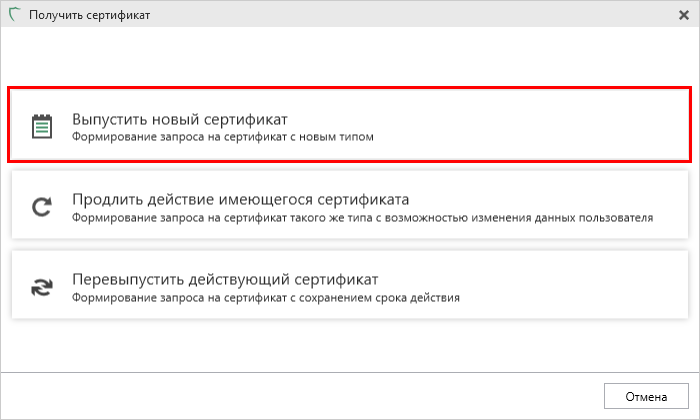 Получить сертификат
Выпустить новый сертификат
Формирование запроса на сертификат с новым типом
Продлить действие имеющегося сертификата
Формирование запроса на сертификат такого же типа с возможностью изменения данных пользователя
Перевыпустить действующий сертификат
Формирование запроса на сертификат с сохранением срока действия
Отмена